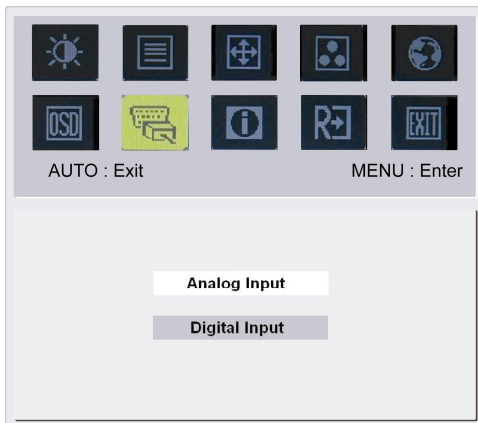 OSD
R
EXIT
AUTO : Exit
MENU : Enter
Analog Input
Digital Input